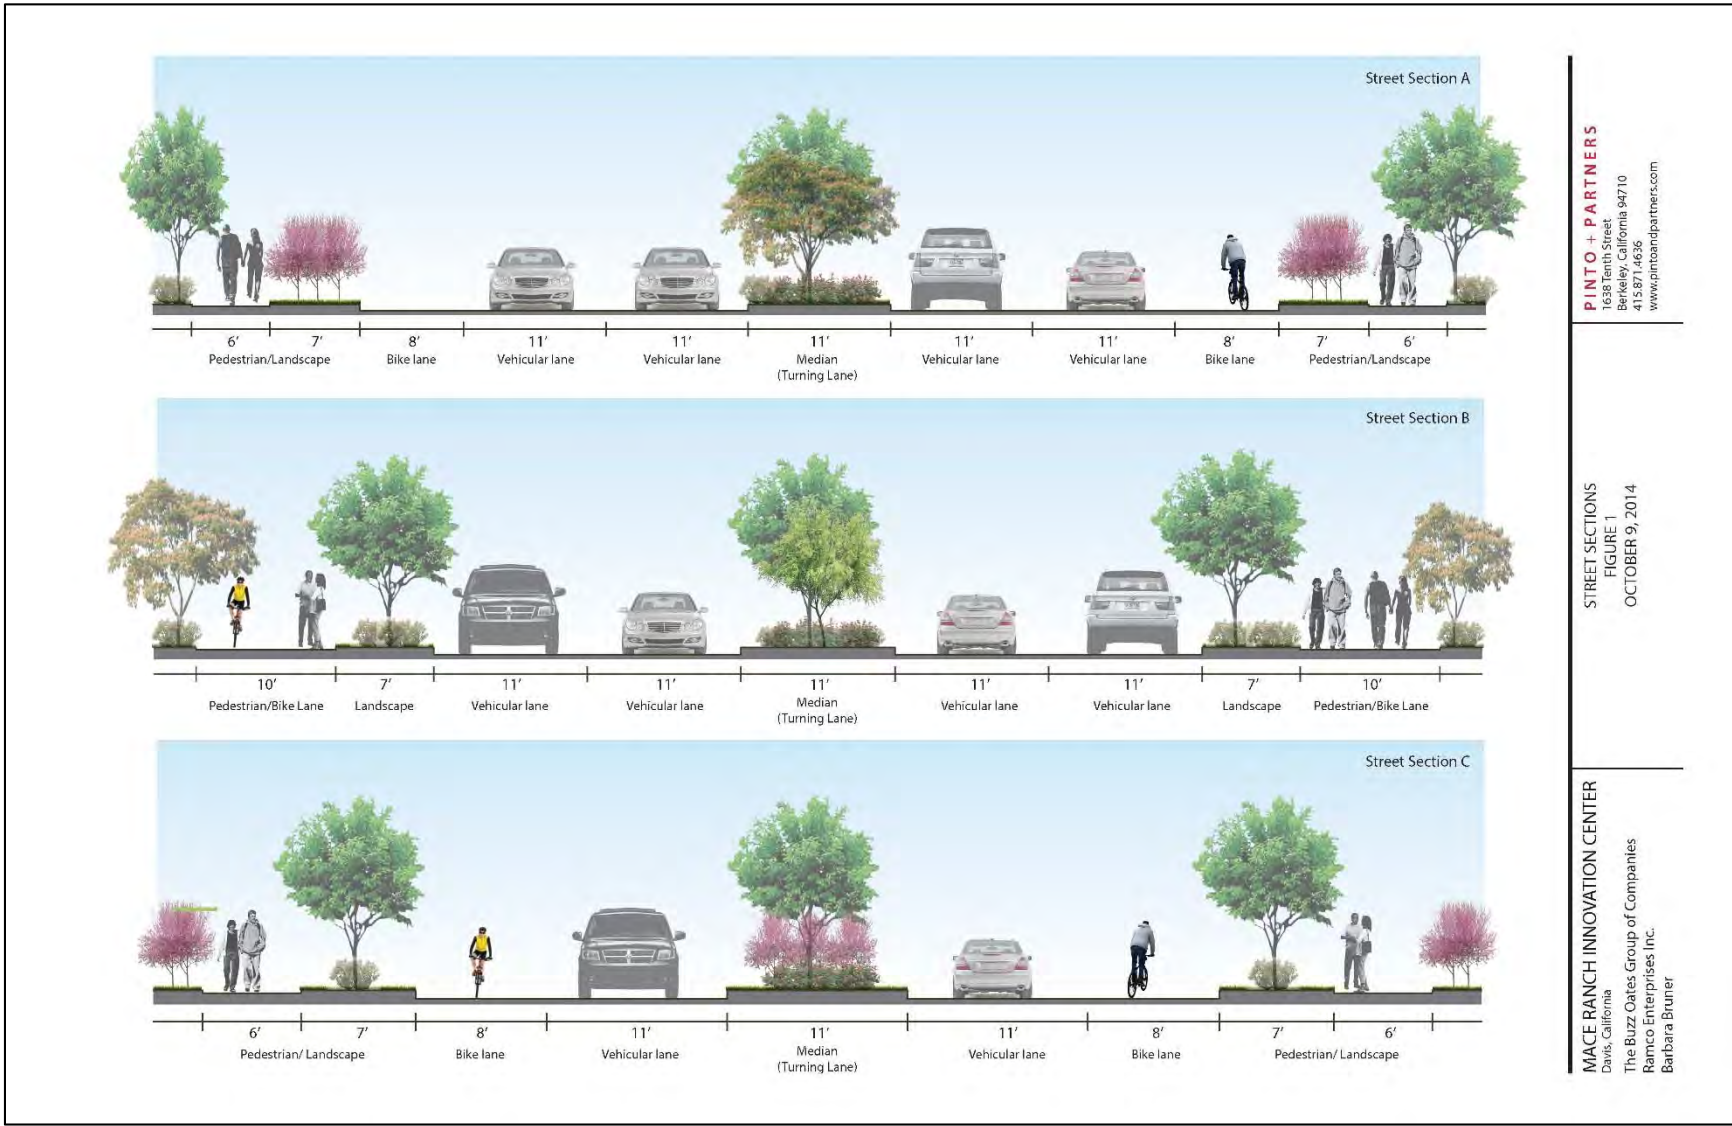 Street Section A
6' 7' 8' 11' 11' 11' 11' 11' 8' 7' 6'
Pedestrian/Landscape Bike lane Vehicular lane Vehicular lane Median Vehicular lane Vehicular lane Bike lane Pedestrian/Landscape
(Turning Lane)
Street Section B
10' 7' 11' 11' 11' 11' 11' 7' 10'
Pedestrian/Bike Lane Landscape Vehicular lane Vehicular lane Median Vehicular lane Vehicular lane Landscape Pedestrian/Bike Lane
(Turning Lane)
Street Section C
6' 7' 8' 11' 11' 11' 8' 7' 6'
Pedestrian/ Landscape Bike lane Vehicular lane Median Vehicular lane Bike lane Pedestrian/ Landscape
(Turning Lane)
PINTO + PARTNERS
1638 Tenth Street
Berkeley, California 94710
415.871.4636
www.pintoandpartners.com
STREET SECTIONS
FIGURE 1
OCTOBER 9, 2014
MACE RANCH INNOVATION CENTER
Davis, California
The Buzz Oates Group of Companies
Ramco Enterprises Inc.
Barbara Bruner